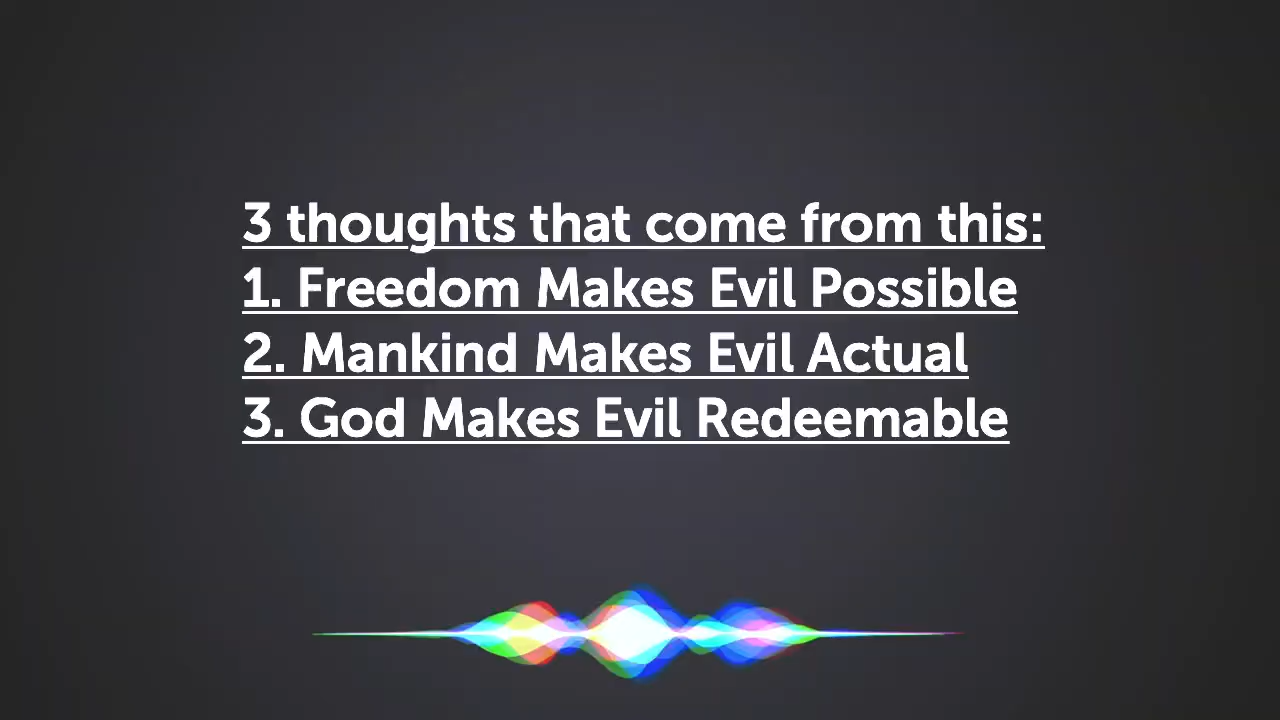 3 thoughts that come from this:
1. Freedom Makes Evil Possible
2. Mankind Makes Evil Actual
3. God Makes Evil Redeemable